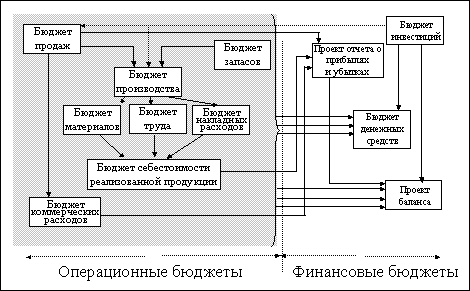 Бюджет
продаж
Бюджет
инвестиций
Бюджет
запасов
Проект отчета о
прибылях
и убытках
Бюджет
производства
Бюджет
материалов
Бюджет
труда
Бюджет
накладных
расходов
Бюджет
денежных
средств
Бюджет себестоимости
реализованной продукции
Проект
баланса
Бюджет
коммерческих
расходов
Операционные бюджеты
Финансовые бюджеты